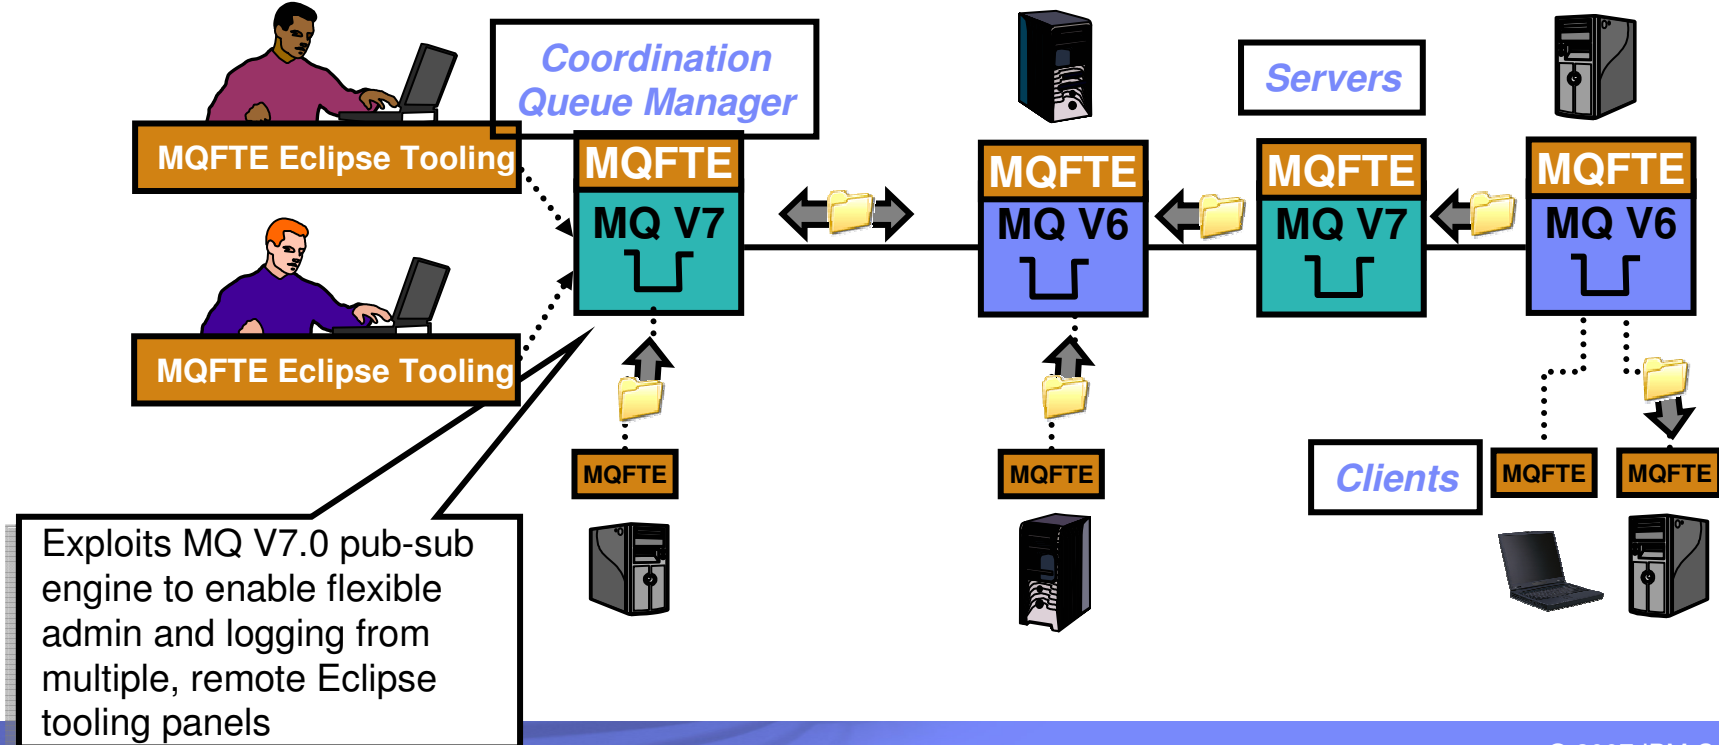 Coordination
Queue Manager
Servers
MQFTE Eclipse Tooling
MQFTE
MQ V7
MQFTE
MQ V6
MQFTE
MQ V7
MQFTE
MQ V6
MQFTE Eclipse Tooling
MQFTE
MQFTE
Clients
MQFTE
MQFTE
Exploits MQ V7.0 pub-sub
engine to enable flexible
admin and logging from
multiple, remote Eclipse
tooling panels